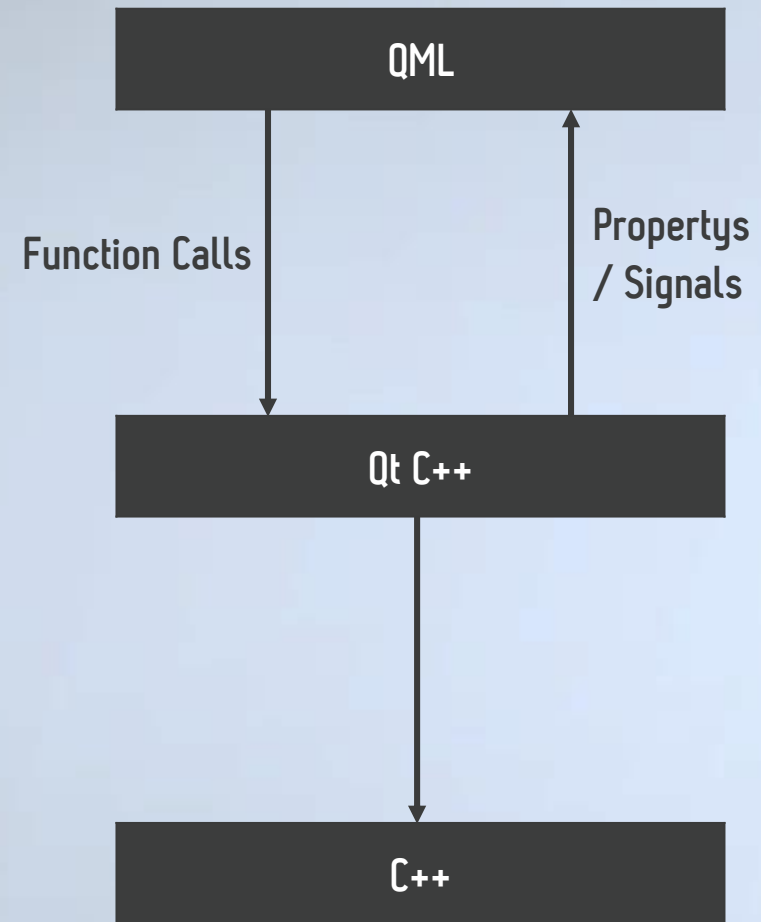 QML
Function Calls
Propertys
/ Signals
Qt C++
C++